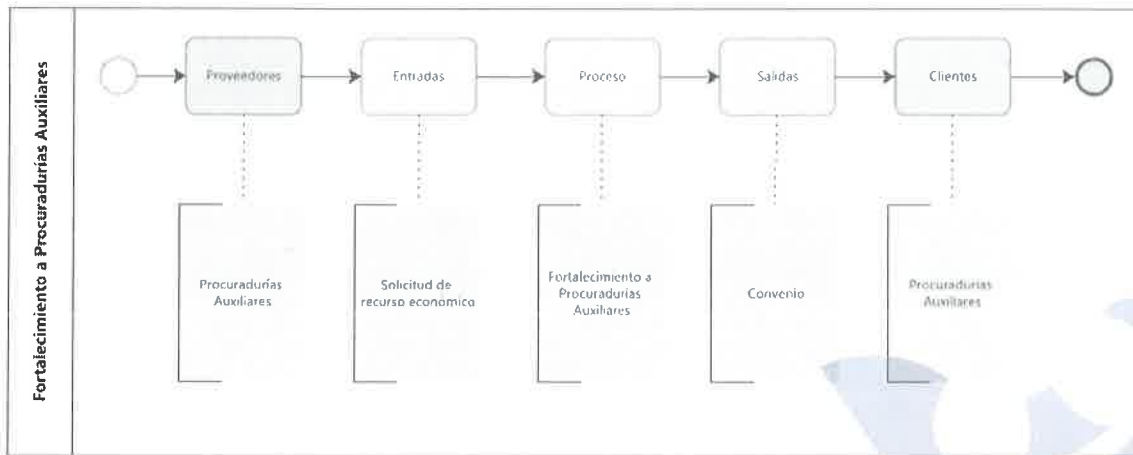 Fortalecimiento a Procuradurías Auxiliares
Proveedores
Entradas
Proceso
Salidas
Clientes
Procuradurías
Auxiliares
Solicitud de
recurso economico
Fortalecimiento a
Procuradurías
Auxiliares
Convenio
Procuradurías
Auxiliares